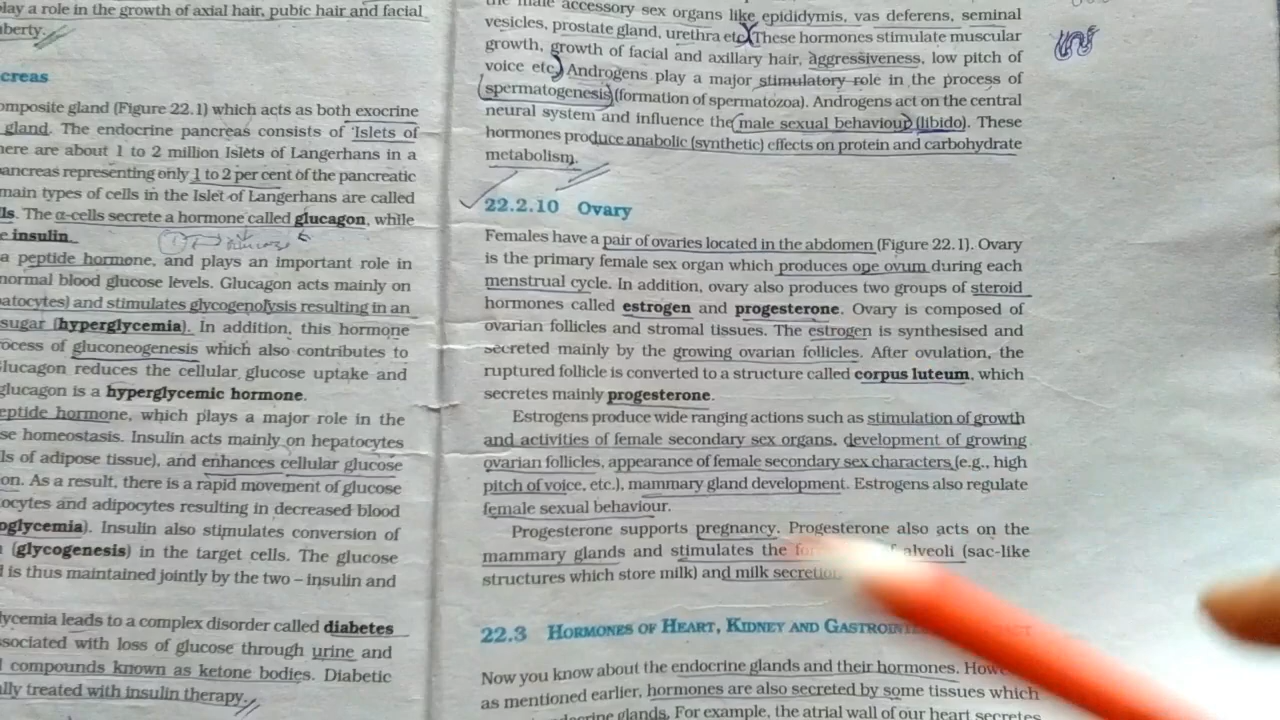 play a role in the growth of axial hair, pubic hair and facial
creas
omposite gland (Figure 22.1) which acts as both exocrine
gland. The endocrine pancreas consists of 'Islets of
here are about 1 to 2 million Islets of Langerhans in a
ancreas representing only 1 to 2 per cent of the pancreatic
main types of cells in the Islet of Langerhans are called
ls. The α-cells secrete a hormone called glucagon, while
e insulin.
a peptide hormone, and plays an important role in
normal blood glucose levels. Glucagon acts mainly on
patocytes) and stimulates glycogenolysis resulting in an
sugar (hyperglycemia). In addition, this hormone
ocess of gluconeogenesis which also contributes to
Glucagon reduces the cellular glucose uptake and
glucagon is a hyperglycemic hormone.
eptide hormone, which plays a major role in the
se homeostasis. Insulin acts mainly on hepatocytes
ls of adipose tissue), and enhances cellular glucose
on. As a result, there is a rapid movement of glucose
ocytes and adipocytes resulting in decreased blood
oglycemia). Insulin also stimulates conversion of
(glycogenesis) in the target cells. The glucose
d is thus maintained jointly by the two – insulin and
lycemia leads to a complex disorder called diabetes
ssociated with loss of glucose through urine and
compounds known as ketone bodies. Diabetic
lly treated with insulin therapy.
the male accessory sex organs like epididymis, vas deferens, seminal
vesicles, prostate gland, urethra etc. These hormones stimulate muscular
growth, growth of facial and axillary hair, aggressiveness, low pitch of
voice etc. Androgens play a major stimulatory role in the process of
spermatogenesis (formation of spermatozoa). Androgens act on the central
neural system and influence the male sexual behaviour (libido). These
hormones produce anabolic (synthetic) effects on protein and carbohydrate
metabolism.
22.2.10 Ovary
Females have a pair of ovaries located in the abdomen (Figure 22.1). Ovary
is the primary female sex organ which produces one ovum during each
menstrual cycle. In addition, ovary also produces two groups of steroid
hormones called estrogen and progesterone. Ovary is composed of
ovarian follicles and stromal tissues. The estrogen is synthesised and
secreted mainly by the growing ovarian follicles. After ovulation, the
ruptured follicle is converted to a structure called corpus luteum, which
secretes mainly progesterone.
Estrogens produce wide ranging actions such as stimulation of growth
and activities of female secondary sex organs, development of growing
ovarian follicles, appearance of female secondary sex characters (e.g., high
pitch of voice, etc.), mammary gland development. Estrogens also regulate
female sexual behaviour.
Progesterone supports pregnancy. Progesterone also acts on the
mammary glands and stimulates the alveoli (sac-like
structures which store milk) and milk secretion
22.3 HORMONES OF HEART, KIDNEY AND
Now you know about the endocrine glands and their hormones.
as mentioned earlier, hormones are also secreted by some tissues which
glands. For example, the atrial wall of our heart secretes